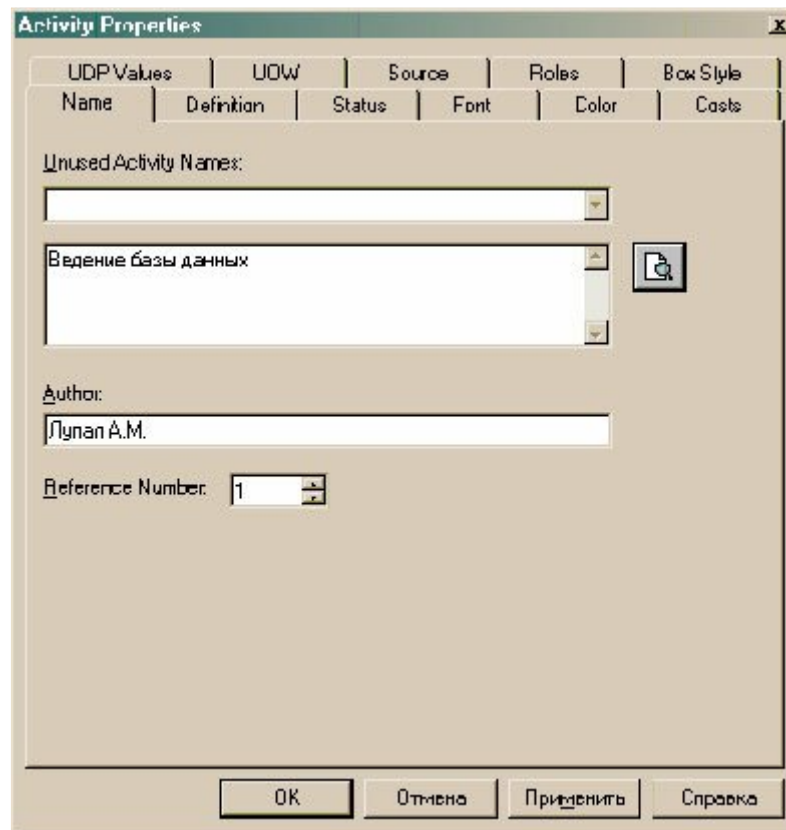 Activity Properties
UDP Values UOW Source Roles Box Style
Name Definition Status Font Color Costs
Unused Activity Names:
Ведение базы данных
Author:
Лупал А.М.
Reference Number:
1
OK Отмена Применить Справка